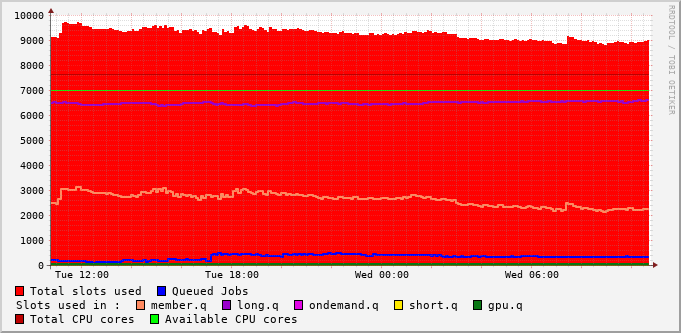 10000
9000
8000
7000
6000
5000
4000
3000
2000
1000
0
Tue 12:00 Tue 18:00 Wed 00:00 Wed 06:00
RRDTOOL / TOBI OETIKER
Total slots used Queued Jobs
Slots used in : member.q long.q ondemand.q short.q gpu.q
Total CPU cores Available CPU cores